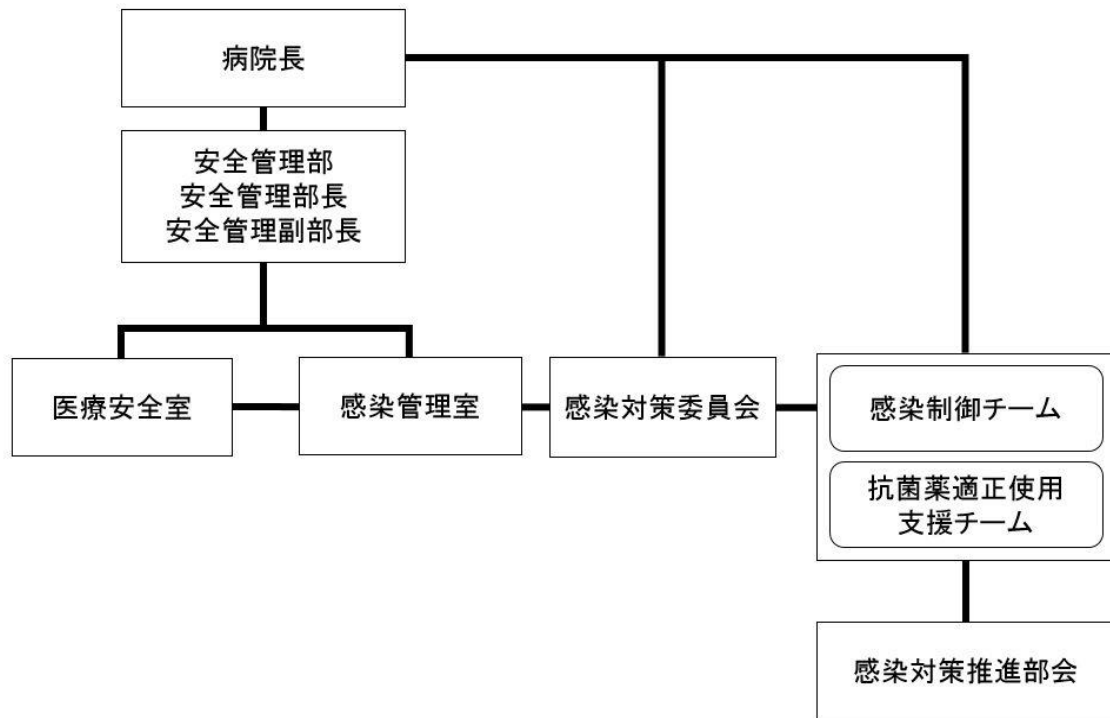 病院長
安全管理部
安全管理部長
安全管理副部長
医療安全室
感染管理室
感染対策委員会
感染制御チーム
抗菌薬適正使用
支援チーム
感染対策推進部会